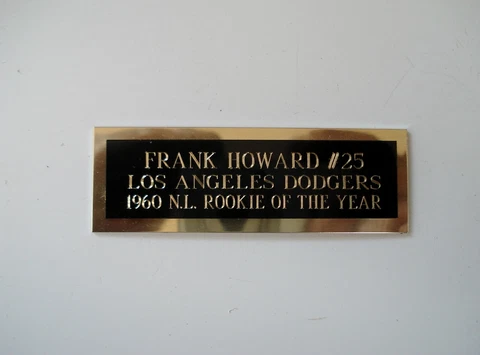 FRANK HOWARD #25
LOS ANGELES DODGERS
1960 N.L. ROOKIE OF THE YEAR